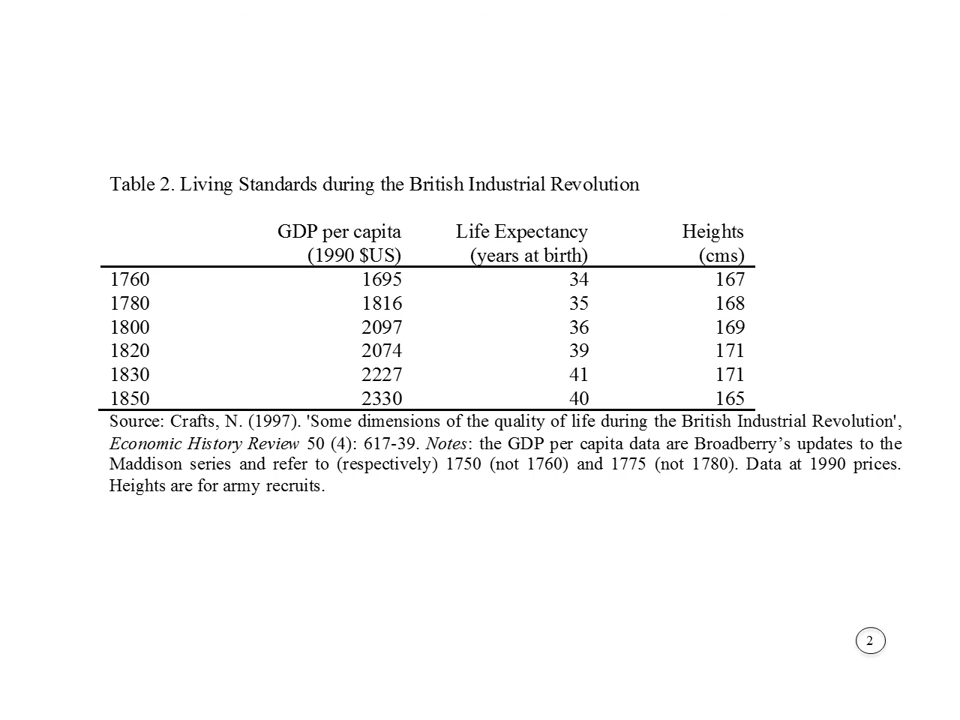 Table 2. Living Standards during the British Industrial Revolution
GDP per capita Life Expectancy Heights
(1990 $US) (years at birth) (cms)
1760 1695 34 167
1780 1816 35 168
1800 2097 36 169
1820 2074 39 171
1830 2227 41 171
1850 2330 40 165
Source: Crafts, N. (1997). 'Some dimensions of the quality of life during the British Industrial Revolution',
Economic History Review 50 (4): 617-39. Notes: the GDP per capita data are Broadberry’s updates to the
Maddison series and refer to (respectively) 1750 (not 1760) and 1775 (not 1780). Data at 1990 prices.
Heights are for army recruits.
2